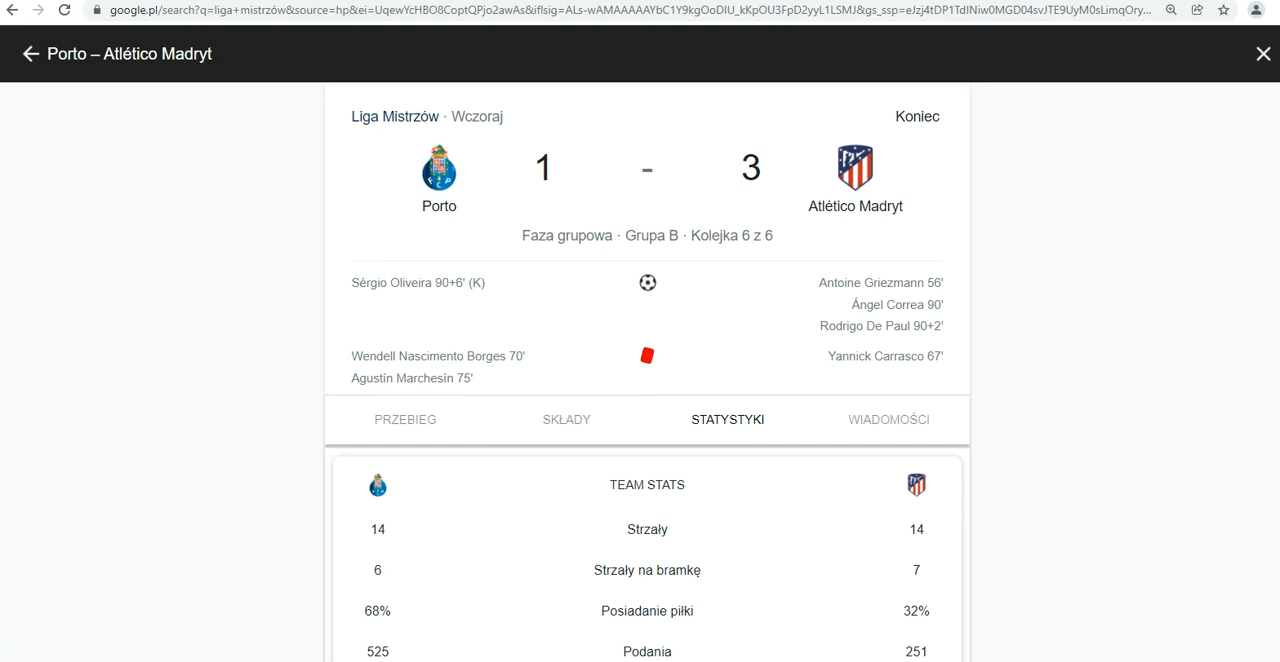 google.pl/search?q=liga+mistrzów&source=hp&ei=UqewYcHBO8CoptQPjo2awAs&iflsig=ALs-wAMAAAAAYbC1Y9kgOoDIU_kKpOU3FpD2yyL1LSMJ&gs_ssp=eJzj4tDP1TdINiw0MGD04svJTE9UyM0sLimqOry...
Porto – Atlético Madryt
Liga Mistrzów · Wczoraj Koniec
1 - 3
Porto Atlético Madryt
Faza grupowa · Grupa B · Kolejka 6 z 6
Sérgio Oliveira 90+6' (K) Antoine Griezmann 56'
Ángel Correa 90'
Rodrigo De Paul 90+2'
Wendell Nascimento Borges 70' Yannick Carrasco 67'
Agustín Marchesín 75'
PRZEBIEG SKŁADY STATYSTYKI WIADOMOŚCI
TEAM STATS
14 Strzały 14
6 Strzały na bramkę 7
68% Posiadanie piłki 32%
525 Podania 251